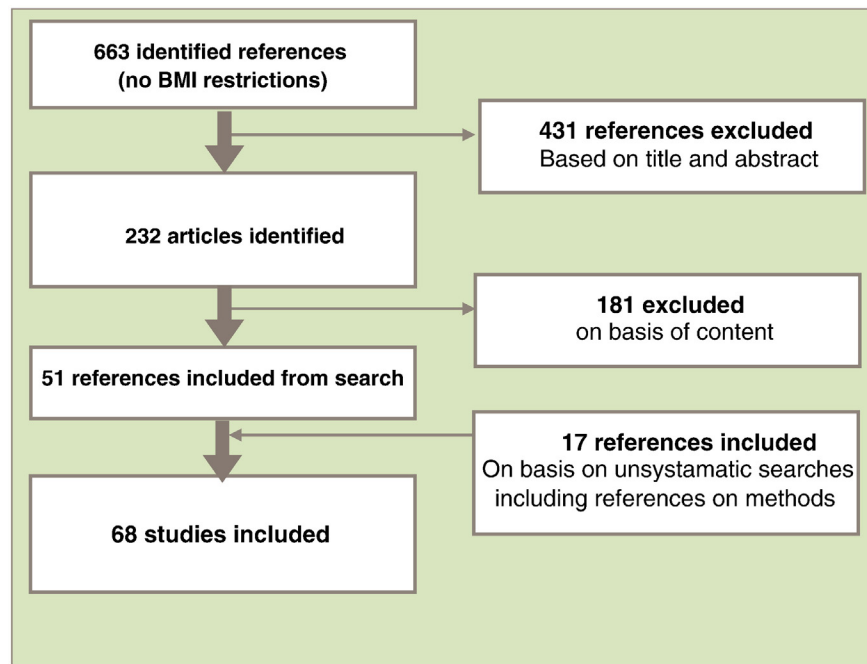 663 identified references
(no BMI restrictions)
431 references excluded
Based on title and abstract
232 articles identified
181 excluded
on basis of content
51 references included from search
17 references included
On basis on unsystamatic searches
including references on methods
68 studies included